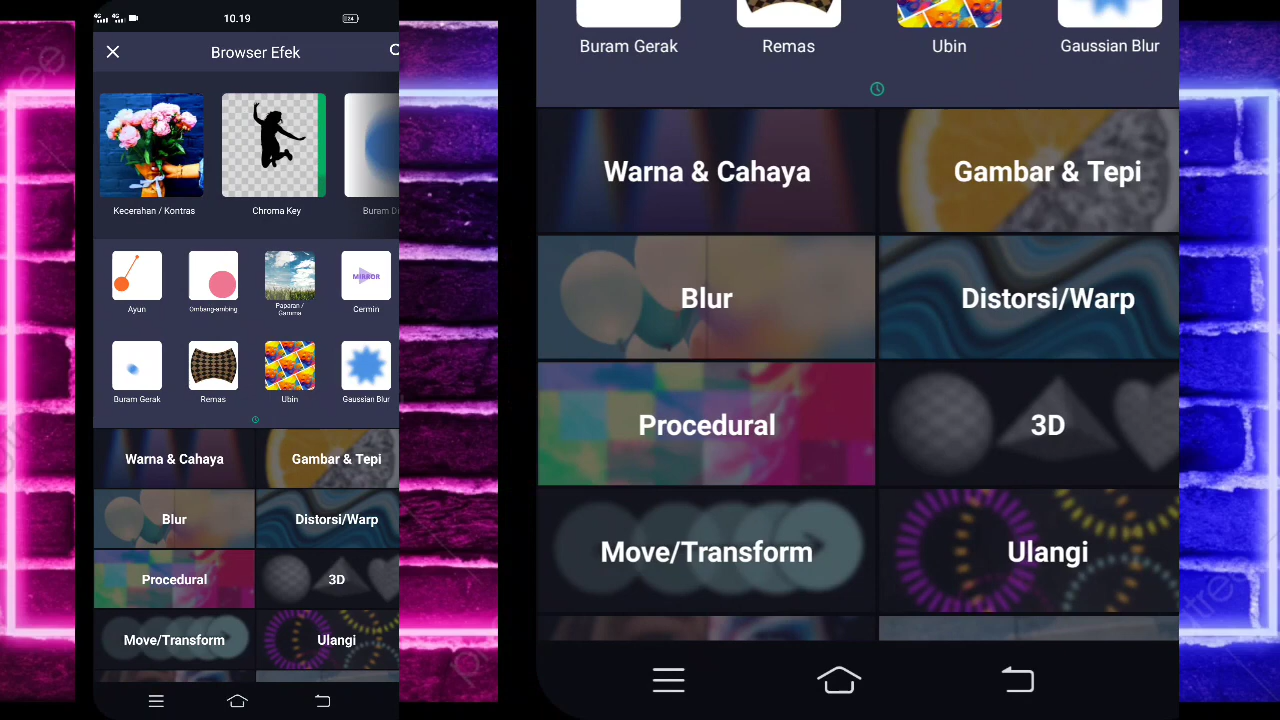 10.19
24
Browser Efek
Kecerahan / Kontras
Chroma Key
Buram
Ayun
Ombang-ambing
Paparan /
Gamma
MIRROR
Cermin
Buram Gerak
Remas
Ubin
Gaussian Blur
Warna & Cahaya
Gambar & Tepi
Blur
Distorsi/Warp
Procedural
3D
Move/Transform
Ulangi
Buram Gerak
Remas
Ubin
Gaussian Blur
Warna & Cahaya
Gambar & Tepi
Blur
Distorsi/Warp
Procedural
3D
Move/Transform
Ulangi